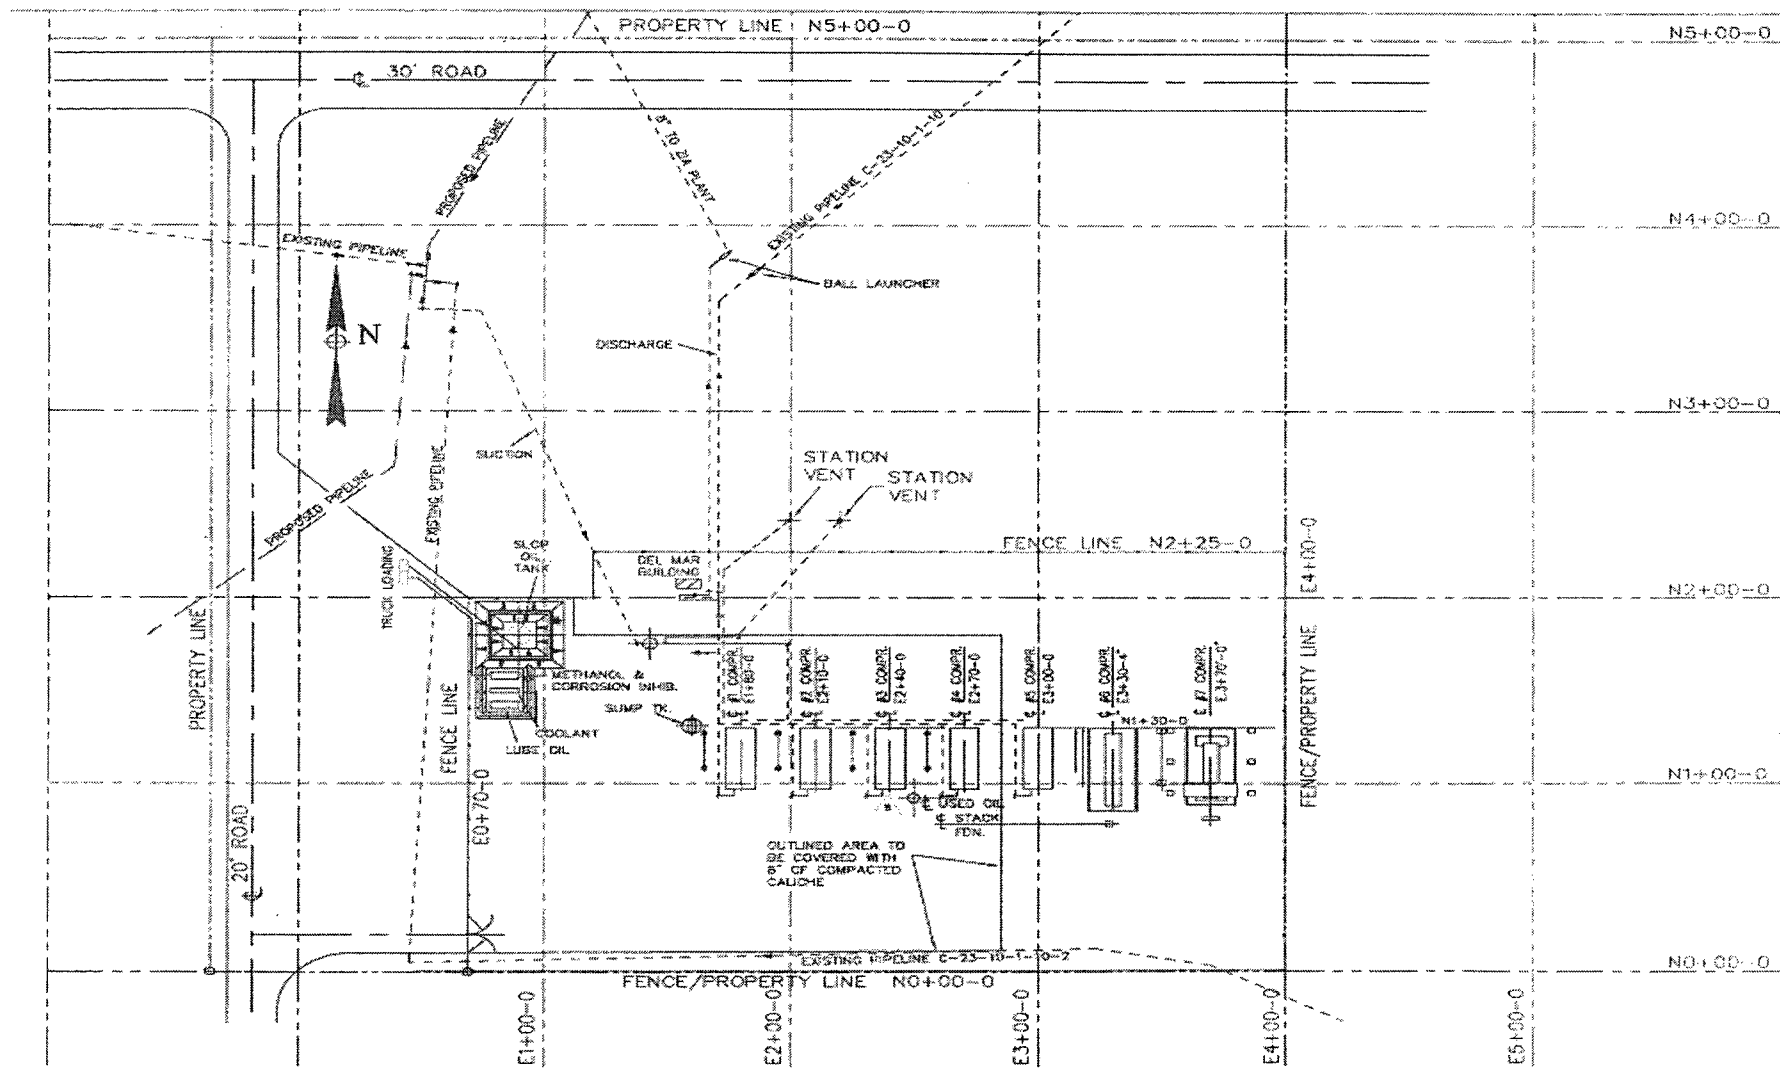 PROPERTY LINE N5+00-0
N5+00-0
30' ROAD
PROPOSED PIPELINE
8" TO ZIA PLANT
EXISTING PIPELINE C-23-10-1-10
N4+00-0
EXISTING PIPELINE
BALL LAUNCHER
N
DISCHARGE
N3+00-0
SUCTION
STATION
VENT
STATION
VENT
PROPOSED PIPELINE
EXISTING PIPELINE
FENCE LINE N2+25-0
E4+00-0
SLOP
OIL
TANK
DEL MAR
BUILDING
TRUCK LOADING
N2+00-0
PROPERTY LINE
FENCE/PROPERTY LINE
METHANOL &
CORROSION INHIB.
SUMP TK.
COOLANT
LUBE OIL
FENCE LINE
E0+70-0
℄ #1 COMPR.
E1+80-0
℄ #2 COMPR.
E2+10-0
℄ #3 COMPR.
E2+40-0
℄ #4 COMPR.
E2+70-0
℄ #5 COMPR.
E3+00-0
℄ #6 COMPR.
E3+30-4"
℄ #7 COMPR.
E3+70'-0"
N1+30-0
N1+00-0
USED OIL
℄ STACK
FDN.
20' ROAD
OUTLINED AREA TO
BE COVERED WITH
OF COMPACTED
CALICHE
EXISTING PIPELINE C-23-10-1-10-2
N0+00-0
FENCE/PROPERTY LINE N0+00-0
E1+00-0
E2+00-0
E3+00-0
E4+00-0
E5+00-0